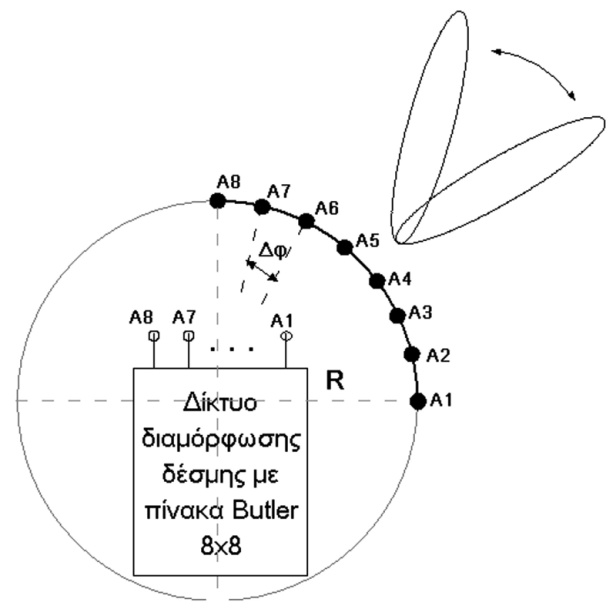 A8
A7
A6
A5
Δφ
A4
A8 A7 . . . A1
A3
A2
R
A1
Δίκτυο
διαμόρφωσης
δέσμης με
πίνακα Butler
8x8